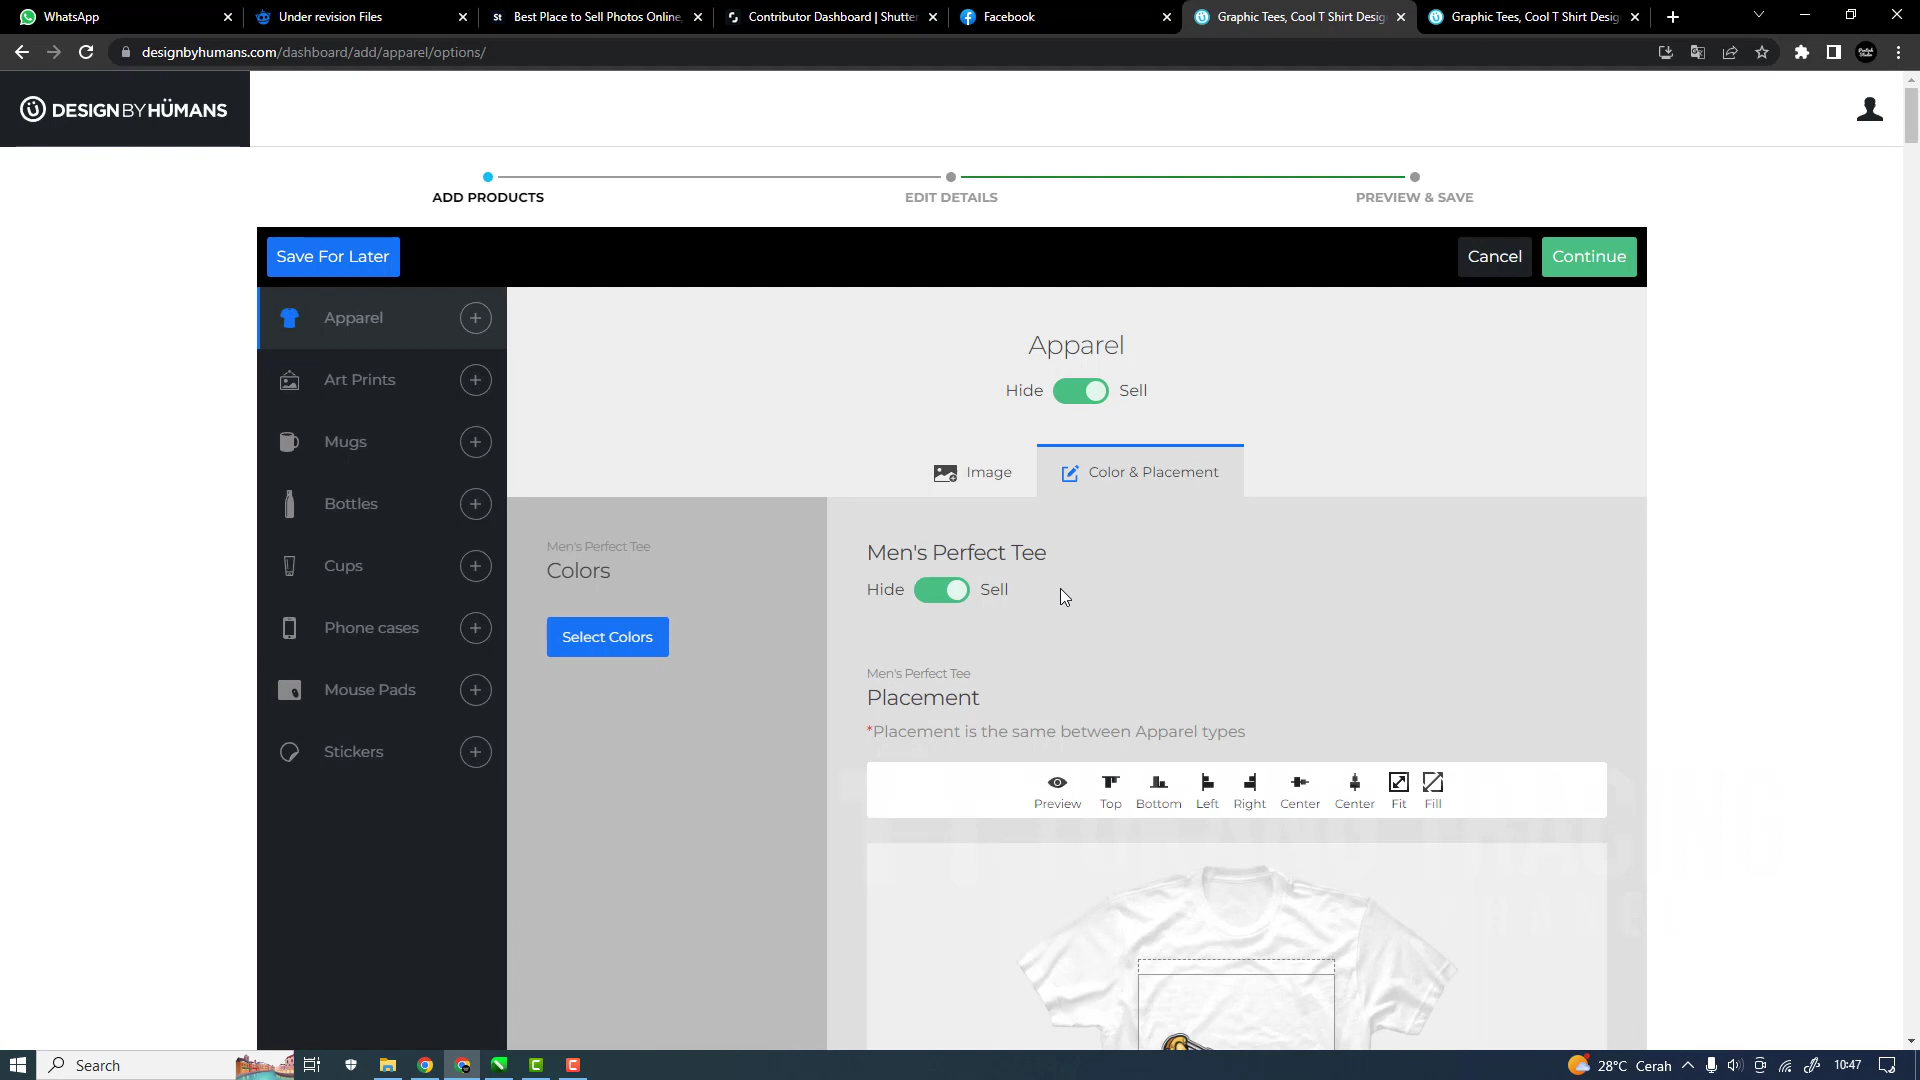 WhatsApp
Under revision Files
Best Place to Sell Photos Online,
Contributor Dashboard | Shutter
Facebook
Graphic Tees, Cool T Shirt Desig
Graphic Tees, Cool T Shirt Desig
designbyhumans.com/dashboard/add/apparel/options/
DESIGN BY HÜMANS
ADD PRODUCTS
EDIT DETAILS
PREVIEW & SAVE
Save For Later
Cancel
Continue
Apparel
Art Prints
Mugs
Bottles
Cups
Phone cases
Mouse Pads
Stickers
Apparel
Hide
Sell
Image
Color & Placement
Men's Perfect Tee
Colors
Select Colors
Men's Perfect Tee
Hide
Sell
Men's Perfect Tee
Placement
*Placement is the same between Apparel types
Preview
Top
Bottom
Left
Right
Center
Center
Fit
Fill
Search
28°C Cerah
10:47